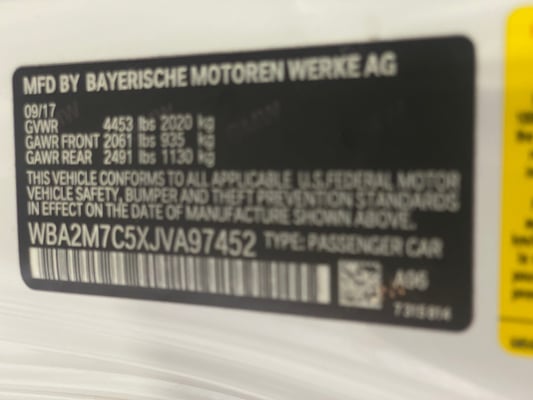 MFD BY BAYERISCHE MOTOREN WERKE AG
09/17
GVWR 4453 lbs 2020 kg
GAWR FRONT 2061 lbs 935 kg
GAWR REAR 2491 lbs 1130 kg
THIS VEHICLE CONFORMS TO ALL APPLICABLE U.S.FEDERAL MOTOR
VEHICLE SAFETY, BUMPER AND THEFT PREVENTION STANDARDS
IN EFFECT ON THE DATE OF MANUFACTURE SHOWN ABOVE.
WBA2M7C5XJVA97452 TYPE: PASSENGER CAR
A96
7315814